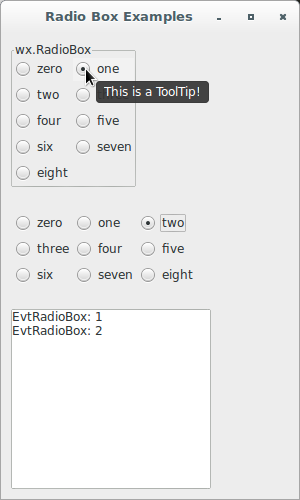 Radio Box Examples
wx.RadioBox
zero one
This is a ToolTip!
two
four five
six seven
eight
zero one two
three four five
six seven eight
EvtRadioBox: 1
EvtRadioBox: 2